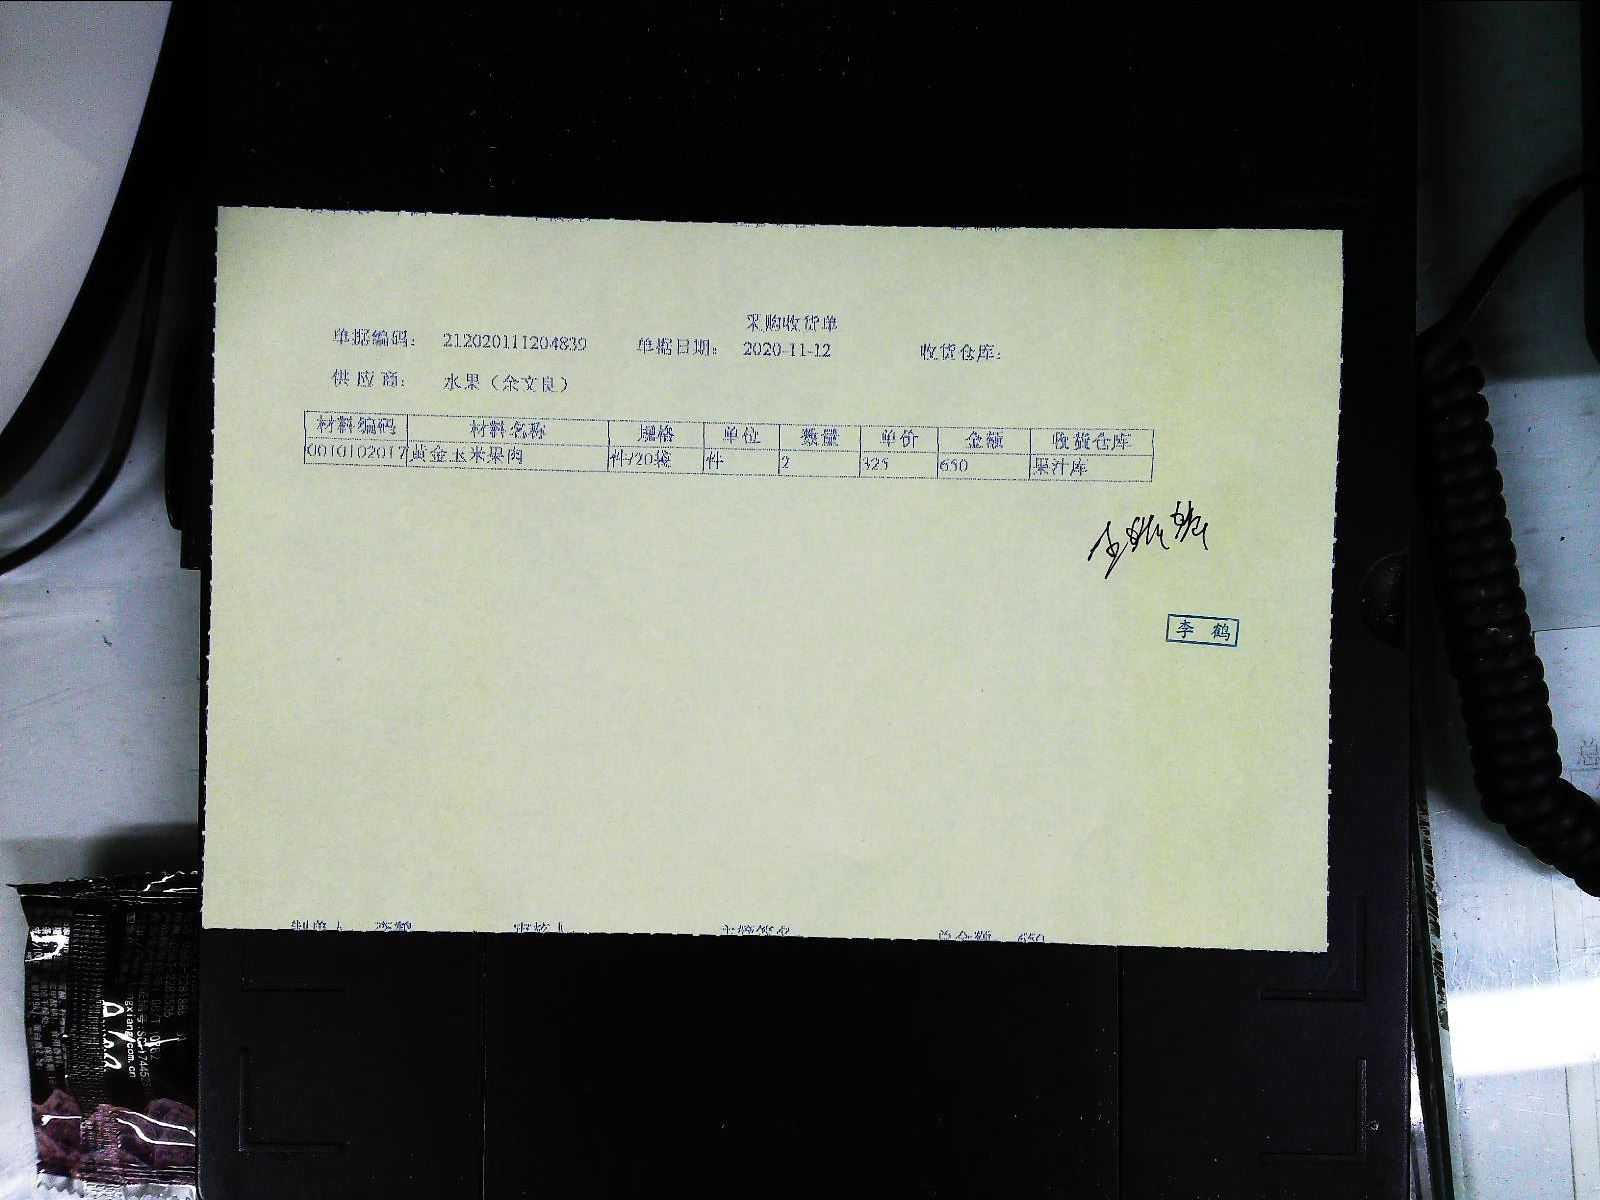 采购收货单
单据编码： 212020111204839 单据日期： 2020-11-12 收货仓库：
供应商： 水果（余文良）
材料编码 材料名称 规格 单位 数量 单价 金额 收货仓库
0010102017 黄金玉米果肉 件/20袋 件 2 325 650 果汁库
李鹤